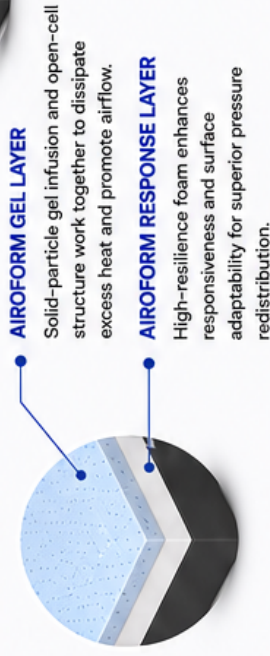 AIROFORM GEL LAYER
Solid-particle gel infusion and open-cell
structure work together to dissipate
excess heat and promote airflow.
AIROFORM RESPONSE LAYER
High-resilience foam enhances
responsiveness and surface
adaptability for superior pressure
redistribution.